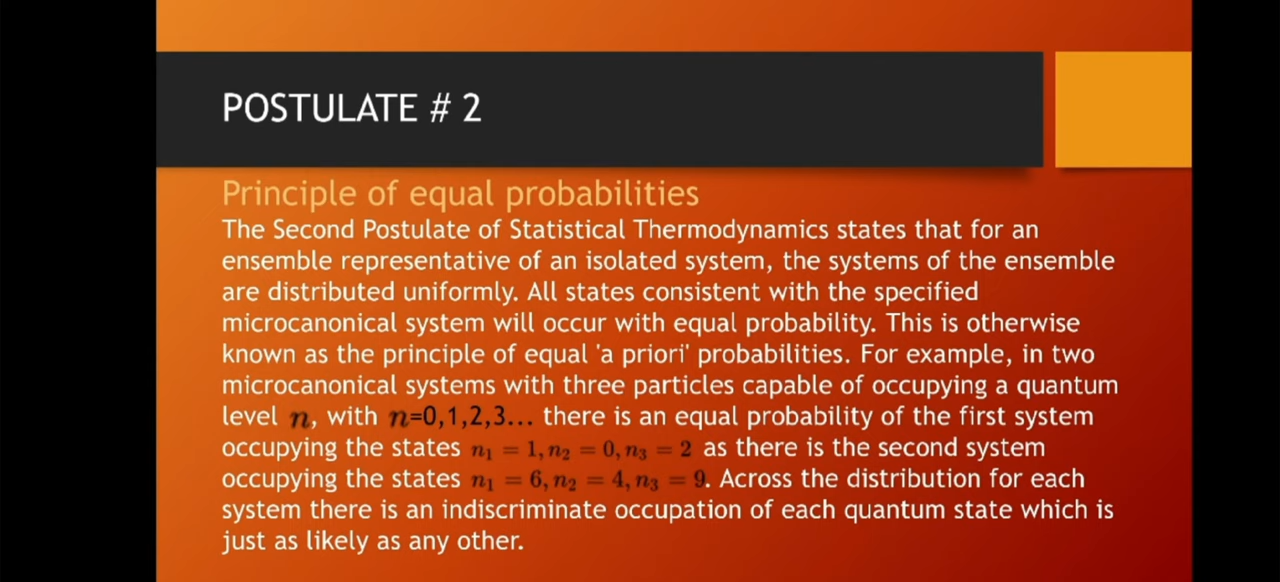 POSTULATE # 2
Principle of equal probabilities
The Second Postulate of Statistical Thermodynamics states that for an
ensemble representative of an isolated system, the systems of the ensemble
are distributed uniformly. All states consistent with the specified
microcanonical system will occur with equal probability. This is otherwise
known as the principle of equal 'a priori' probabilities. For example, in two
microcanonical systems with three particles capable of occupying a quantum
level n, with n=0,1,2,3... there is an equal probability of the first system
occupying the states n₁ = 1, n₂ = 0, n₃ = 2 as there is the second system
occupying the states n₁ = 6, n₂ = 4, n₃ = 9. Across the distribution for each
system there is an indiscriminate occupation of each quantum state which is
just as likely as any other.